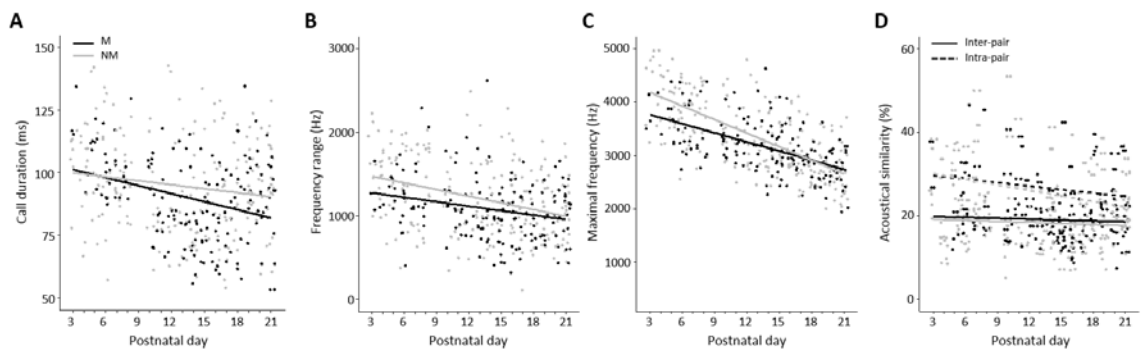 A
B
C
D
M
NM
Inter-pair
Intra-pair
Call duration (ms)
150
125
100
75
50
3 6 9 12 15 18 21
Postnatal day
Frequency range (Hz)
3000
2000
1000
0
3 6 9 12 15 18 21
Postnatal day
Maximal frequency (Hz)
5000
4000
3000
2000
1000
3 6 9 12 15 18 21
Postnatal day
Acoustical similarity (%)
60
40
20
0
3 6 9 12 15 18 21
Postnatal day